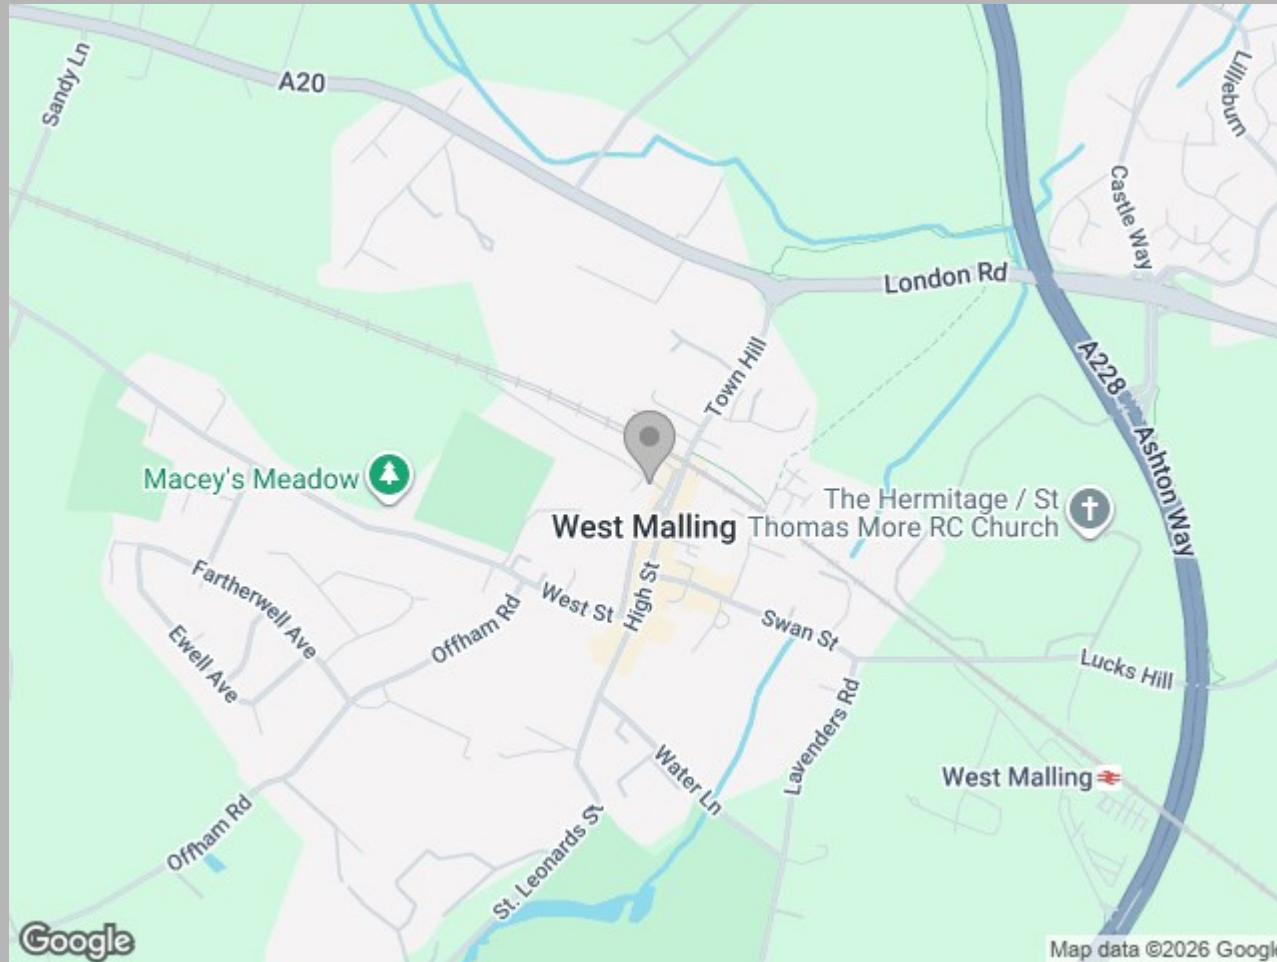 Sandy Ln
A20
Lillieburn
Castle Way
London Rd
Town Hill
A228
Ashton Way
Macey's Meadow
The Hermitage / St
Thomas More RC Church
West Malling
High St
West St
Swan St
Fartherwell Ave
Ewell Ave
Offham Rd
Lucks Hill
Lavenders Rd
Water Ln
West Malling
Offham Rd
St. Leonards St
Google
Map data ©2026 Google